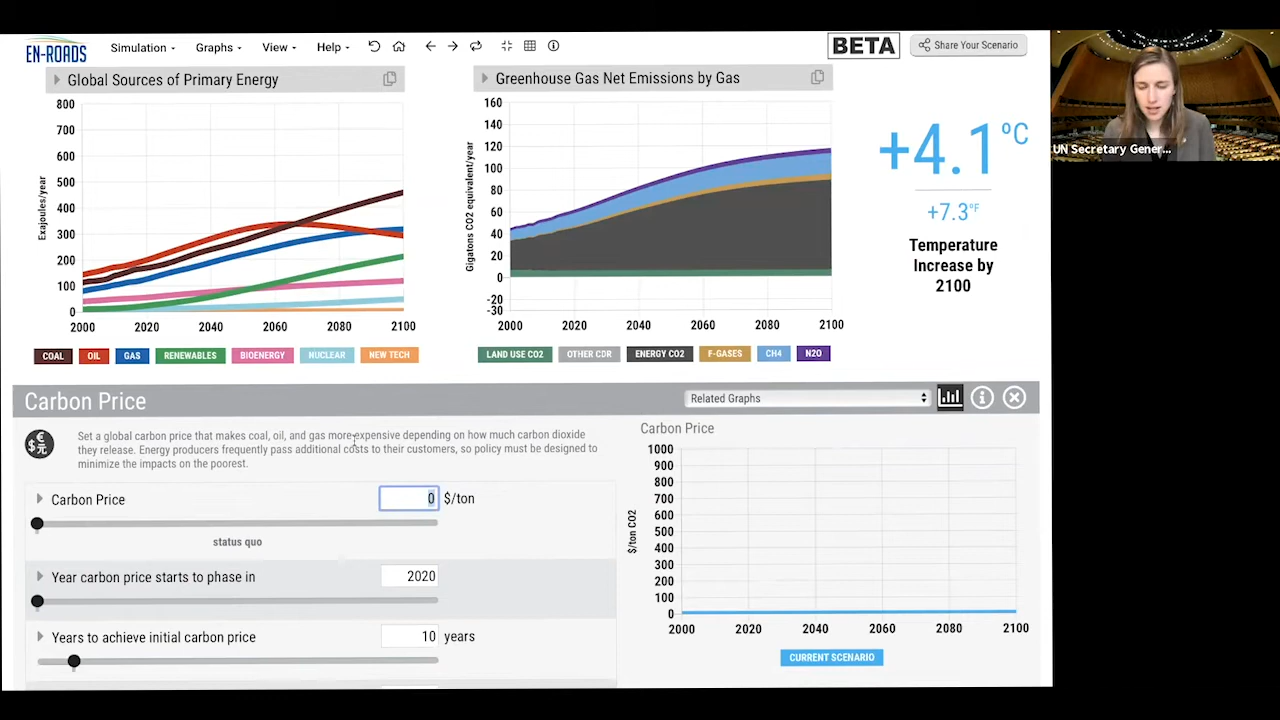 EN-ROADS
Simulation
Graphs
View
Help
BETA
Share Your Scenario
Global Sources of Primary Energy
800
700
600
500
400
300
200
100
0
Exajoules/year
2000 2020 2040 2060 2080 2100
COAL OIL GAS RENEWABLES BIOENERGY NUCLEAR NEW TECH
Greenhouse Gas Net Emissions by Gas
160
140
120
100
80
60
40
20
0
-20
-30
Gigatons CO2 equivalent/year
2000 2020 2040 2060 2080 2100
LAND USE CO2 OTHER CDR ENERGY CO2 F-GASES CH4 N2O
+4.1°C
+7.3°F
Temperature
Increase by
2100
UN Secretary Gener...
Carbon Price
Related Graphs
$ € 元
Set a global carbon price that makes coal, oil, and gas more expensive depending on how much carbon dioxide
they release. Energy producers frequently pass additional costs to their customers, so policy must be designed to
minimize the impacts on the poorest.
Carbon Price 0 $/ton
status quo
Year carbon price starts to phase in 2020
Years to achieve initial carbon price 10 years
Carbon Price
1000
900
800
700
600
500
400
300
200
100
0
$/ton CO2
2000 2020 2040 2060 2080 2100
CURRENT SCENARIO